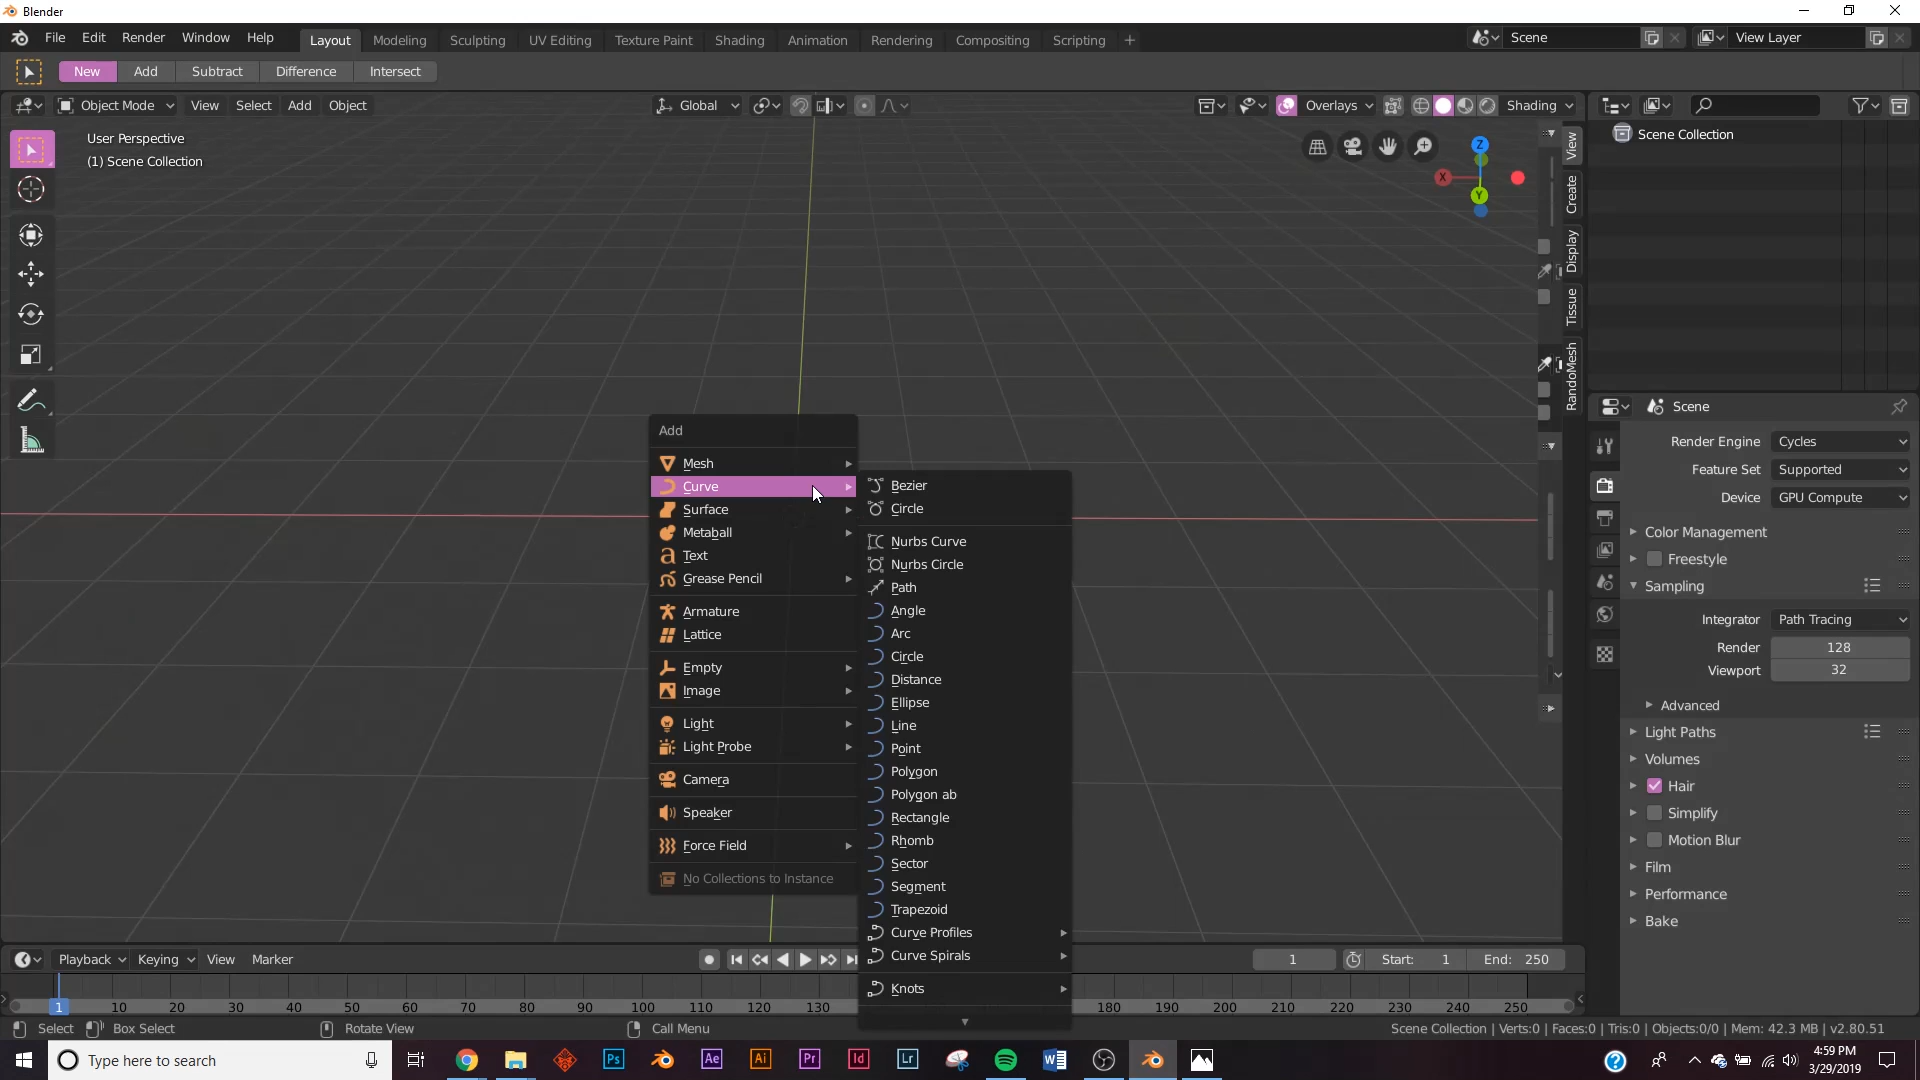 Blender
File Edit Render Window Help Layout Modeling Sculpting UV Editing Texture Paint Shading Animation Rendering Compositing Scripting + Scene View Layer
New Add Subtract Difference Intersect
Object Mode View Select Add Object Global Overlays Shading
User Perspective
(1) Scene Collection
Z
X
Y
View
Create
Display
Tissue
RandoMesh
Scene Collection
Scene
Render Engine Cycles
Feature Set Supported
Device GPU Compute
Color Management
Freestyle
Sampling
Integrator Path Tracing
Render 128
Viewport 32
Advanced
Light Paths
Volumes
Hair
Simplify
Motion Blur
Film
Performance
Bake
Add
Mesh
Curve
Surface
Metaball
Text
Grease Pencil
Armature
Lattice
Empty
Image
Light
Light Probe
Camera
Speaker
Force Field
No Collections to Instance
Bezier
Circle
Nurbs Curve
Nurbs Circle
Path
Angle
Arc
Circle
Distance
Ellipse
Line
Point
Polygon
Polygon ab
Rectangle
Rhomb
Sector
Segment
Trapezoid
Curve Profiles
Curve Spirals
Knots
Playback Keying View Marker 1 Start: 1 End: 250
1 10 20 30 40 50 60 70 80 90 100 110 120 130 180 190 200 210 220 230 240 250
Select Box Select Rotate View Call Menu Scene Collection | Verts:0 | Faces:0 | Tris:0 | Objects:0/0 | Mem: 42.3 MB | v2.80.51
Type here to search Ps Ae Ai Pr Id Lr W
4:59 PM
3/29/2019